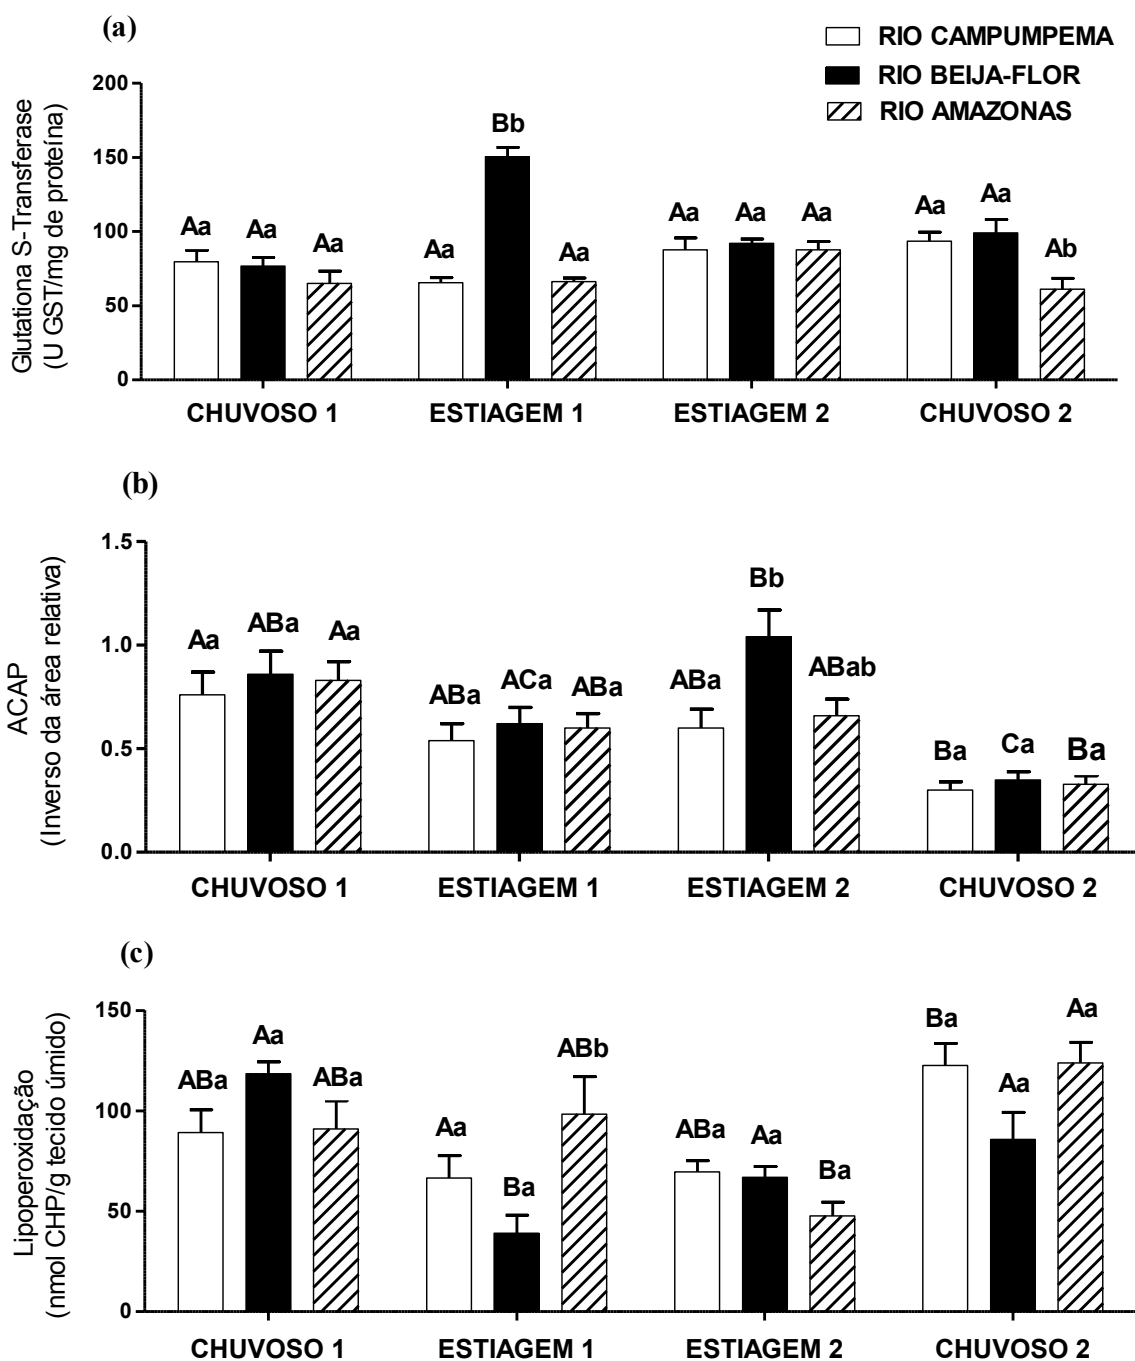 (a)
RIO CAMPUMPEMA
RIO BEIJA-FLOR
RIO AMAZONAS
Glutationa S-Transferase
(U GST/mg de proteína)
200
150
100
50
0
Aa Aa Aa Aa Bb Aa Aa Aa Aa Aa Aa Ab
CHUVOSO 1 ESTIAGEM 1 ESTIAGEM 2 CHUVOSO 2
(b)
ACAP
(Inverso da área relativa)
1.5
1.0
0.5
0.0
Aa ABa Aa ABa ACa ABa ABa Bb ABab Ba Ca Ba
CHUVOSO 1 ESTIAGEM 1 ESTIAGEM 2 CHUVOSO 2
(c)
Lipoperoxidação
(nmol CHP/g tecido úmido)
150
100
50
0
ABa Aa ABa Aa Ba ABb ABa Aa Ba Ba Aa Aa
CHUVOSO 1 ESTIAGEM 1 ESTIAGEM 2 CHUVOSO 2